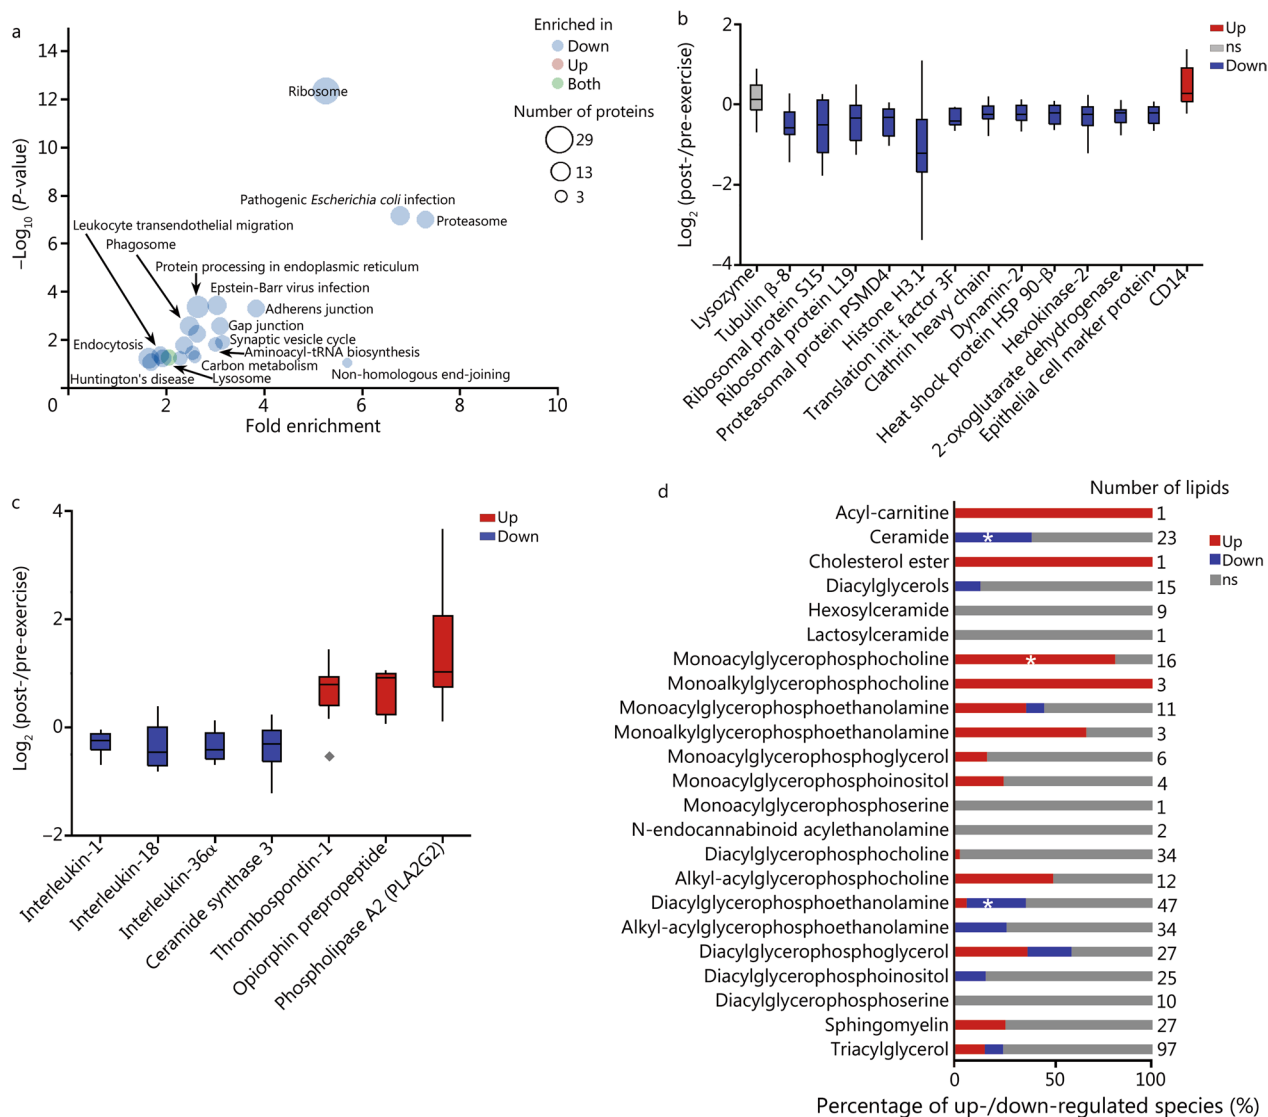 a
Enriched in
Down
Up
Both
Number of proteins
29
13
3
−Log10 (P-value)
14
12
10
8
6
4
2
0
2
4
6
8
10
Fold enrichment
Ribosome
Pathogenic Escherichia coli infection
Proteasome
Leukocyte transendothelial migration
Phagosome
Protein processing in endoplasmic reticulum
Epstein-Barr virus infection
Adherens junction
Gap junction
Synaptic vesicle cycle
Endocytosis
Aminoacyl-tRNA biosynthesis
Carbon metabolism
Non-homologous end-joining
Huntington's disease
Lysosome
b
Up
ns
Down
Log2 (post-/pre-exercise)
2
0
−2
−4
Lysozyme
Tubulin β-8
Ribosomal protein S15
Ribosomal protein L19
Proteasomal protein PSMD4
Histone H3.1
Translation init. factor 3F
Clathrin heavy chain
Dynamin-2
Heat shock protein HSP 90-β
Hexokinase-2
2-oxoglutarate dehydrogenase
Epithelial cell marker protein
CD14
c
Up
Down
Log2 (post-/pre-exercise)
4
2
0
−2
Interleukin-1
Interleukin-18
Interleukin-36α
Ceramide synthase 3
Thrombospondin-1
Opiorphin prepropeptide
Phospholipase A2 (PLA2G2)
d
Number of lipids
Up
Down
ns
Acyl-carnitine 1
Ceramide * 23
Cholesterol ester 1
Diacylglycerols 15
Hexosylceramide 9
Lactosylceramide 1
Monoacylglycerophosphocholine * 16
Monoalkylglycerophosphocholine 3
Monoacylglycerophosphoethanolamine 11
Monoalkylglycerophosphoethanolamine 3
Monoacylglycerophosphoglycerol 6
Monoacylglycerophosphoinositol 4
Monoacylglycerophosphoserine 1
N-endocannabinoid acylethanolamine 2
Diacylglycerophosphocholine 34
Alkyl-acylglycerophosphocholine 12
Diacylglycerophosphoethanolamine * 47
Alkyl-acylglycerophosphoethanolamine 34
Diacylglycerophosphoglycerol 27
Diacylglycerophosphoinositol 25
Diacylglycerophosphoserine 10
Sphingomyelin 27
Triacylglycerol 97
0 50 100
Percentage of up-/down-regulated species (%)